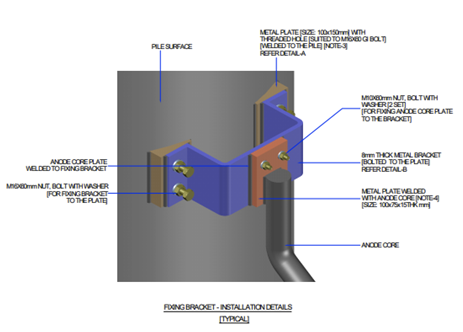 METAL PLATE [SIZE: 100x150mm] WITH
THREADED HOLE [SUITED TO M16X80 GI BOLT]
[WELDED TO THE PILE] [NOTE-3]
REFER DETAIL-A
PILE SURFACE
M10X60mm NUT, BOLT WITH
WASHER [2 SET]
[FOR FIXING ANODE CORE PLATE
TO THE BRACKET]
ANODE CORE PLATE
WELDED TO FIXING BRACKET
8mm THCK METAL BRACKET
[BOLTED TO THE PLATE]
REFER DETAIL-B
M16X80mm NUT, BOLT WITH WASHER
[FOR FIXING BRACKET
TO THE PLATE]
METAL PLATE WELDED
WITH ANODE CORE [NOTE-4]
[SIZE: 100x75x15THK mm]
ANODE CORE
FIXING BRACKET - INSTALLATION DETAILS
[TYPICAL]